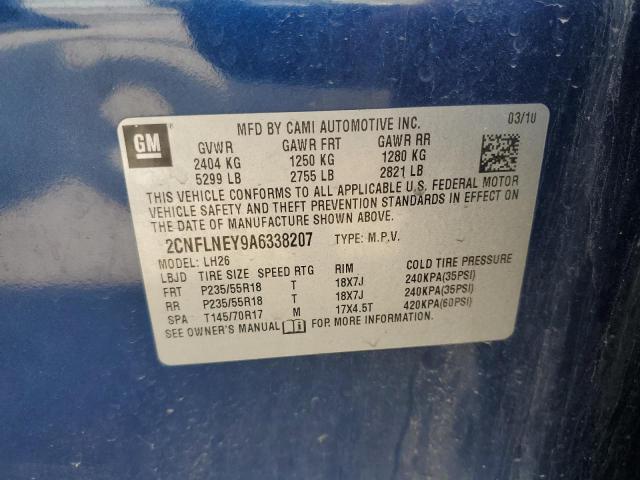 GM
MFD BY CAMI AUTOMOTIVE INC. 03/10
GVWR GAWR FRT GAWR RR
2404 KG 1250 KG 1280 KG
5299 LB 2755 LB 2821 LB
THIS VEHICLE CONFORMS TO ALL APPLICABLE U.S. FEDERAL MOTOR
VEHICLE SAFETY AND THEFT PREVENTION STANDARDS IN EFFECT ON
THE DATE OF MANUFACTURE SHOWN ABOVE.
2CNFLNEY9A6338207 TYPE: M.P.V.
MODEL: LH26
LBJD TIRE SIZE SPEED RTG RIM COLD TIRE PRESSURE
FRT P235/55R18 T 18X7J 240KPA(35PSI)
RR P235/55R18 T 18X7J 240KPA(35PSI)
SPA T145/70R17 M 17X4.5T 420KPA(60PSI)
SEE OWNER'S MANUAL FOR MORE INFORMATION.